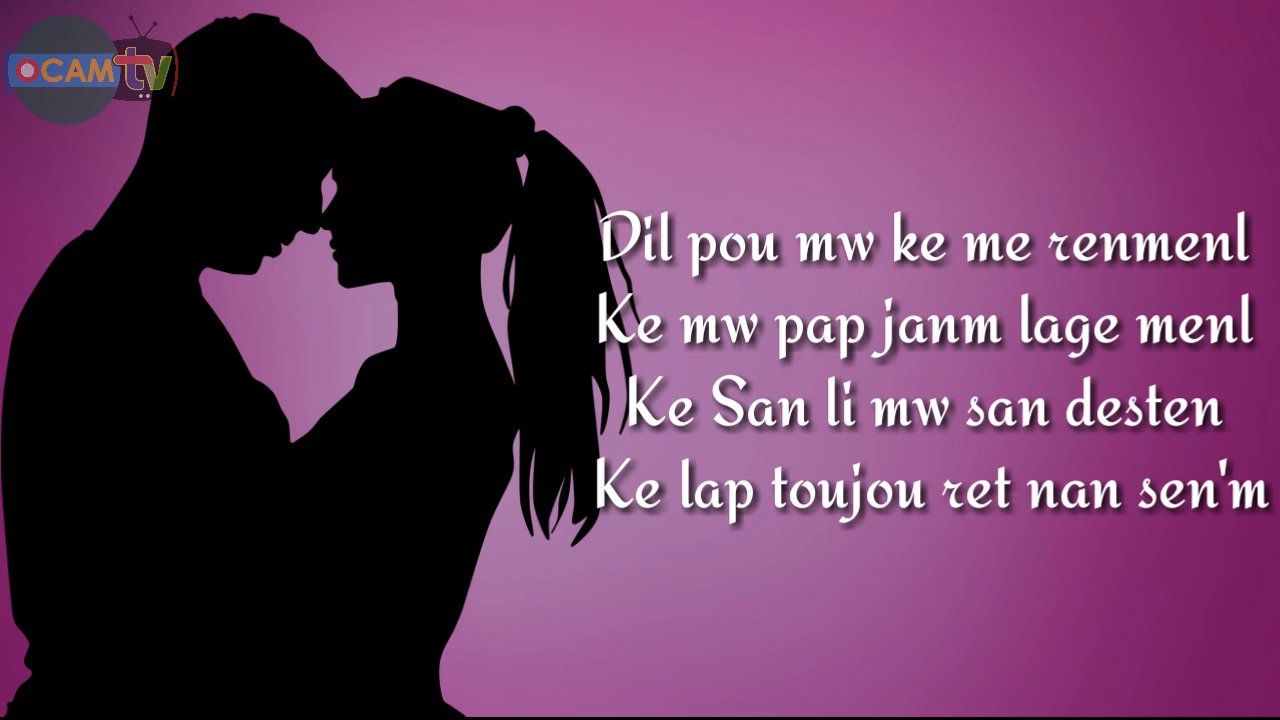 OCAM tv
Dil pou mw ke me renmenl
Ke mw pap janm lage menl
Ke San li mw san desten
Ke lap toujou ret nan sen'm